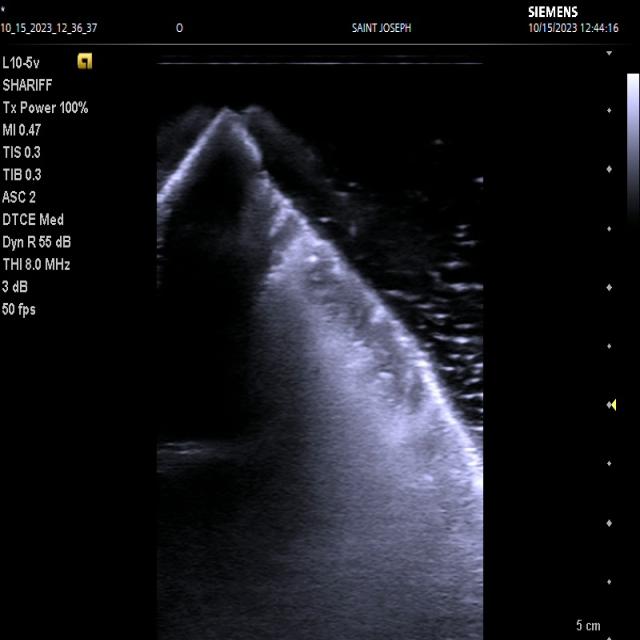 *
SIEMENS
10_15_2023_12_36_37 O SAINT JOSEPH 10/15/2023 12:44:16
L10-5v
SHARIFF
Tx Power 100%
MI 0.47
TIS 0.3
TIB 0.3
ASC 2
DTCE Med
Dyn R 55 dB
THI 8.0 MHz
3 dB
50 fps
5 cm